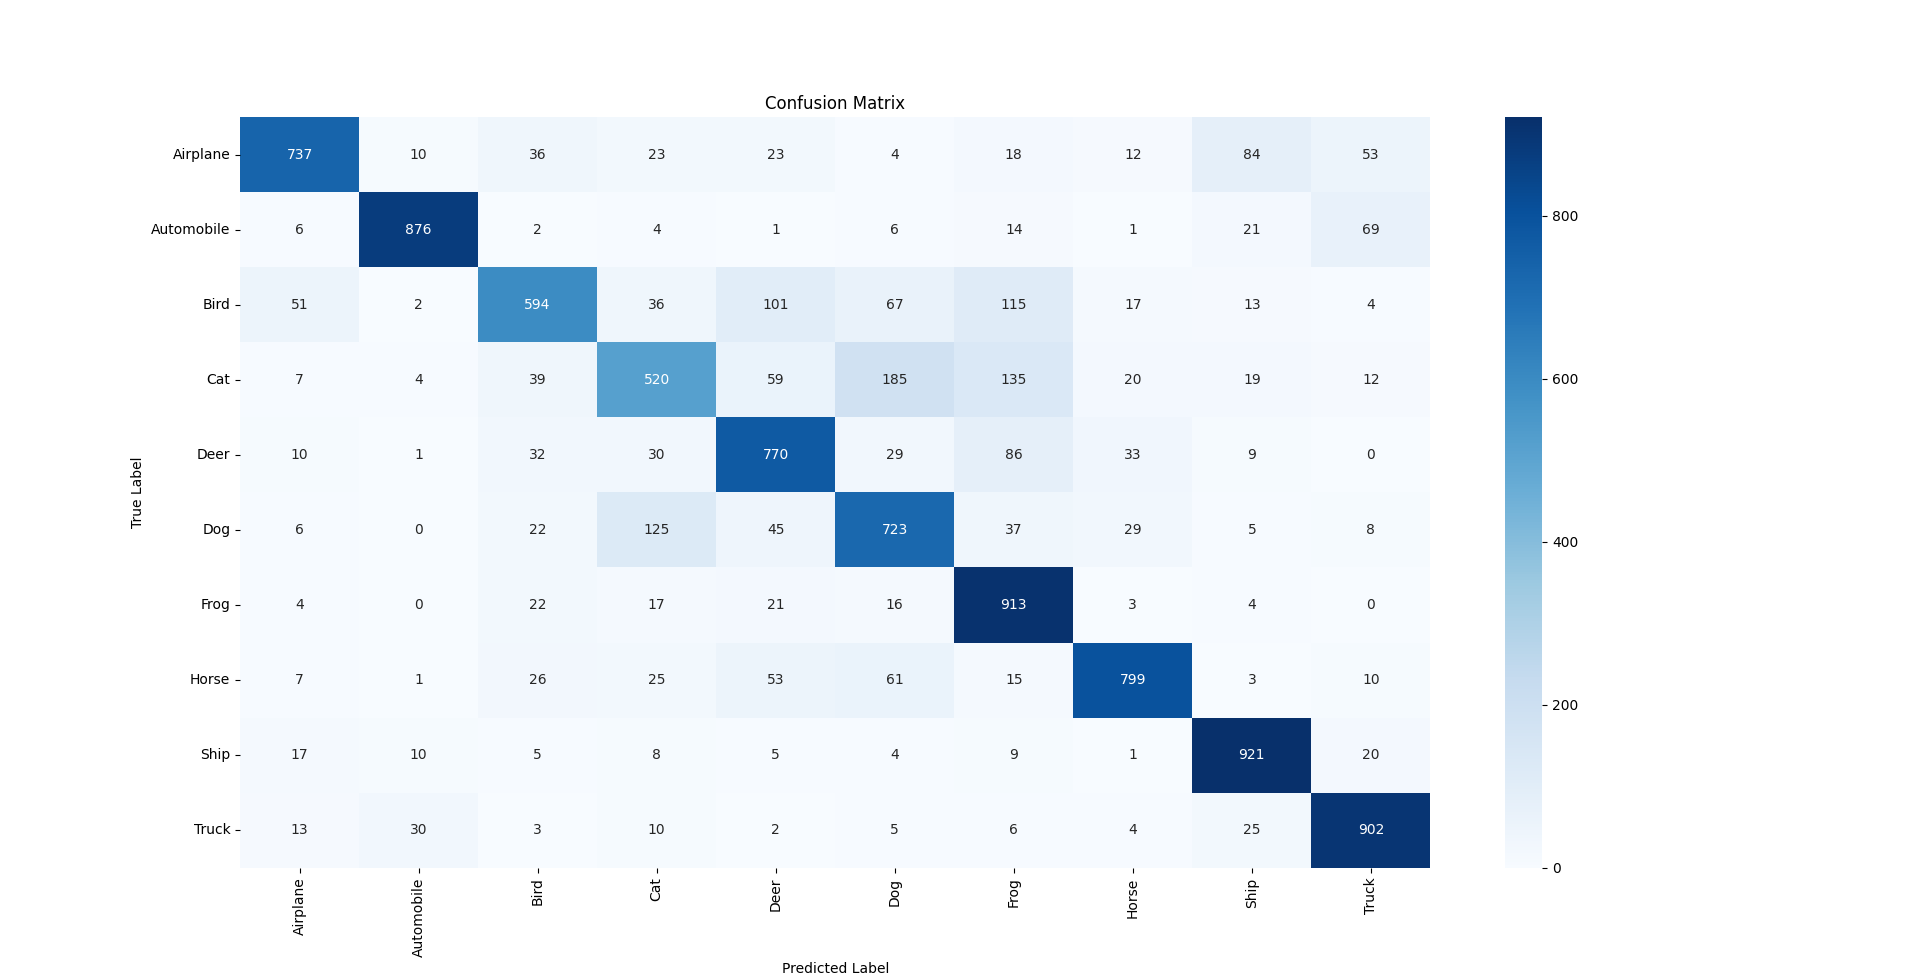 Confusion Matrix
True Label
Airplane 737 10 36 23 23 4 18 12 84 53
Automobile 6 876 2 4 1 6 14 1 21 69
Bird 51 2 594 36 101 67 115 17 13 4
Cat 7 4 39 520 59 185 135 20 19 12
Deer 10 1 32 30 770 29 86 33 9 0
Dog 6 0 22 125 45 723 37 29 5 8
Frog 4 0 22 17 21 16 913 3 4 0
Horse 7 1 26 25 53 61 15 799 3 10
Ship 17 10 5 8 5 4 9 1 921 20
Truck 13 30 3 10 2 5 6 4 25 902
Airplane Automobile Bird Cat Deer Dog Frog Horse Ship Truck
Predicted Label
800
600
400
200
0